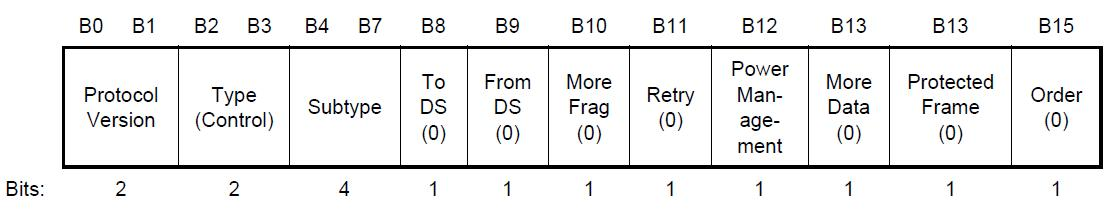 B0 B1 B2 B3 B4 B7 B8 B9 B10 B11 B12 B13 B13 B15
Protocol
Version
Type
(Control)
Subtype
To
DS
(0)
From
DS
(0)
More
Frag
(0)
Retry
(0)
Power
Man-
age-
ment
More
Data
(0)
Protected
Frame
(0)
Order
(0)
Bits: 2 2 4 1 1 1 1 1 1 1 1